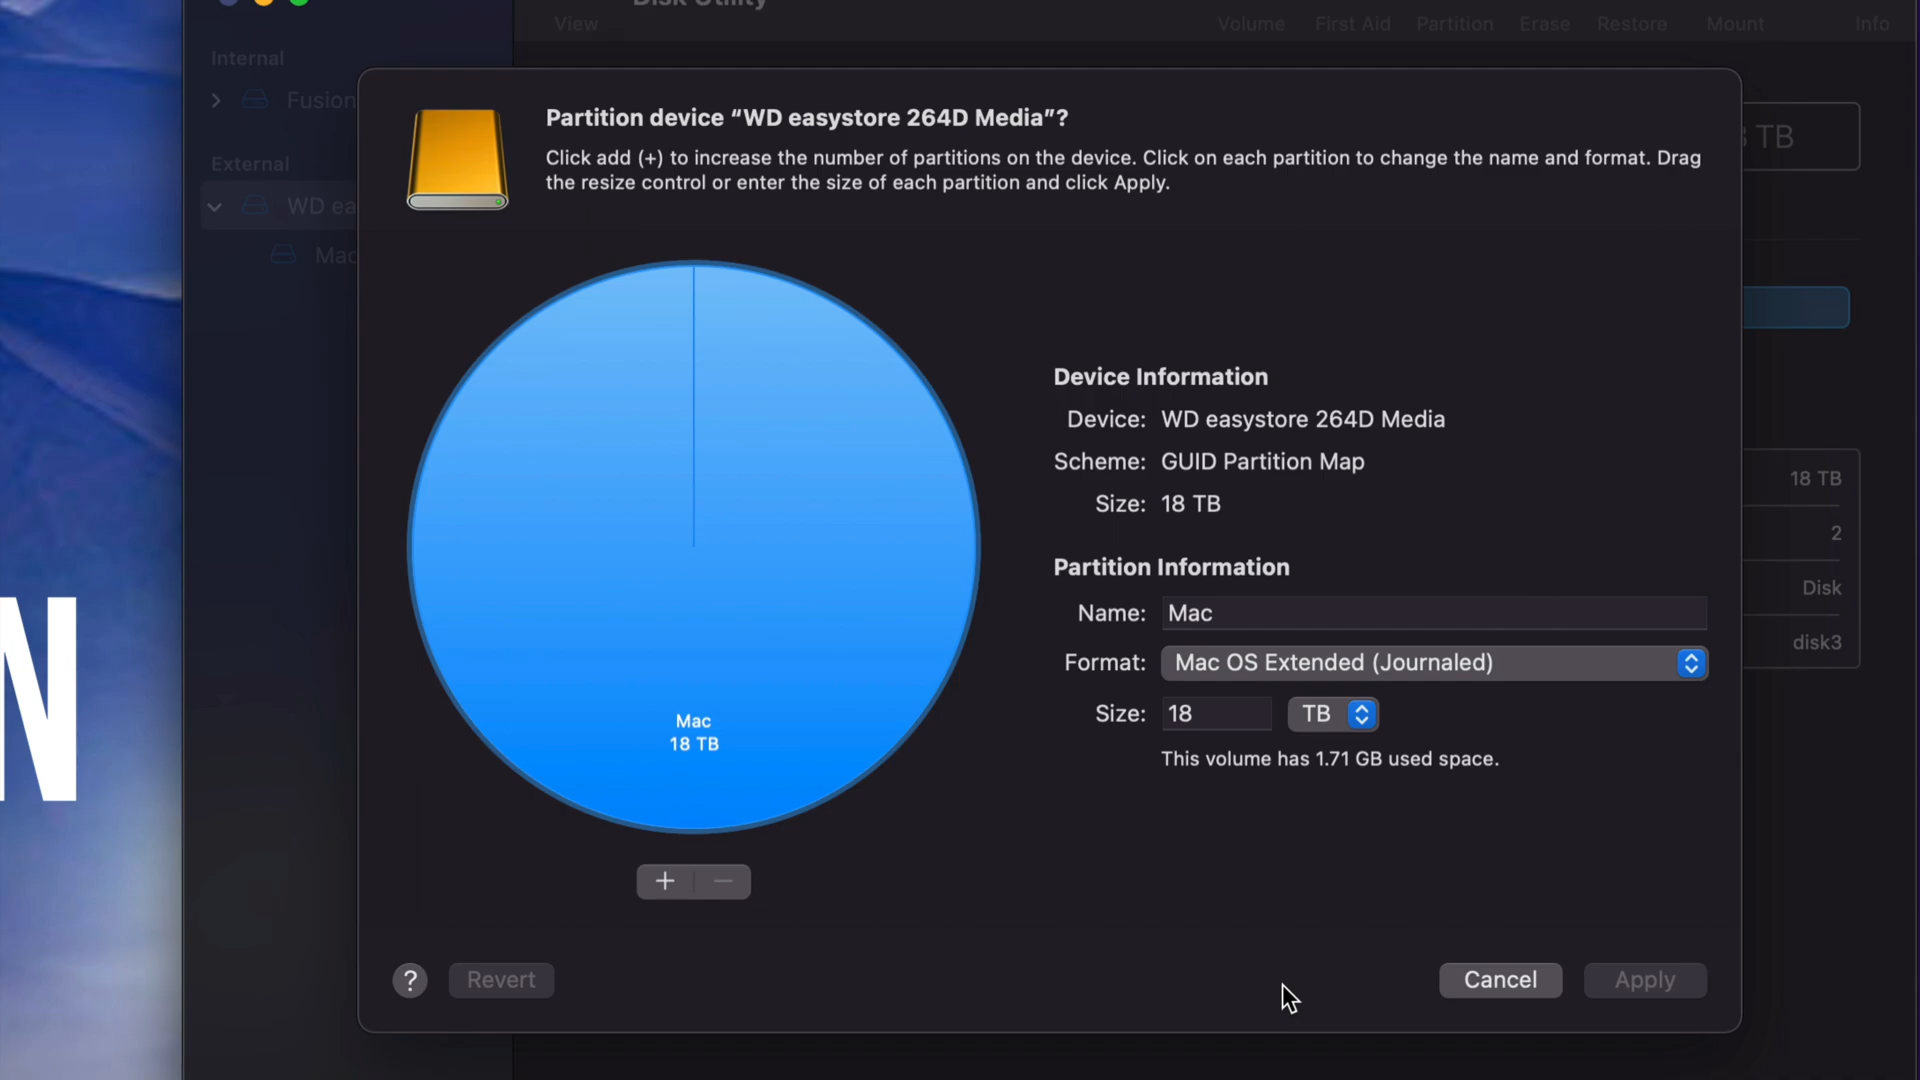 Disk Utility
View
Volume
First Aid
Partition
Erase
Restore
Mount
Info
Internal
Fusion
External
WD ea
Mac
TB
Partition device “WD easystore 264D Media”?
Click add (+) to increase the number of partitions on the device. Click on each partition to change the name and format. Drag
the resize control or enter the size of each partition and click Apply.
Mac
18 TB
Device Information
Device: WD easystore 264D Media
Scheme: GUID Partition Map
Size: 18 TB
Partition Information
Name: Mac
Format: Mac OS Extended (Journaled)
Size: 18 TB
This volume has 1.71 GB used space.
18 TB
2
Disk
disk3
N
+ −
? Revert
Cancel
Apply